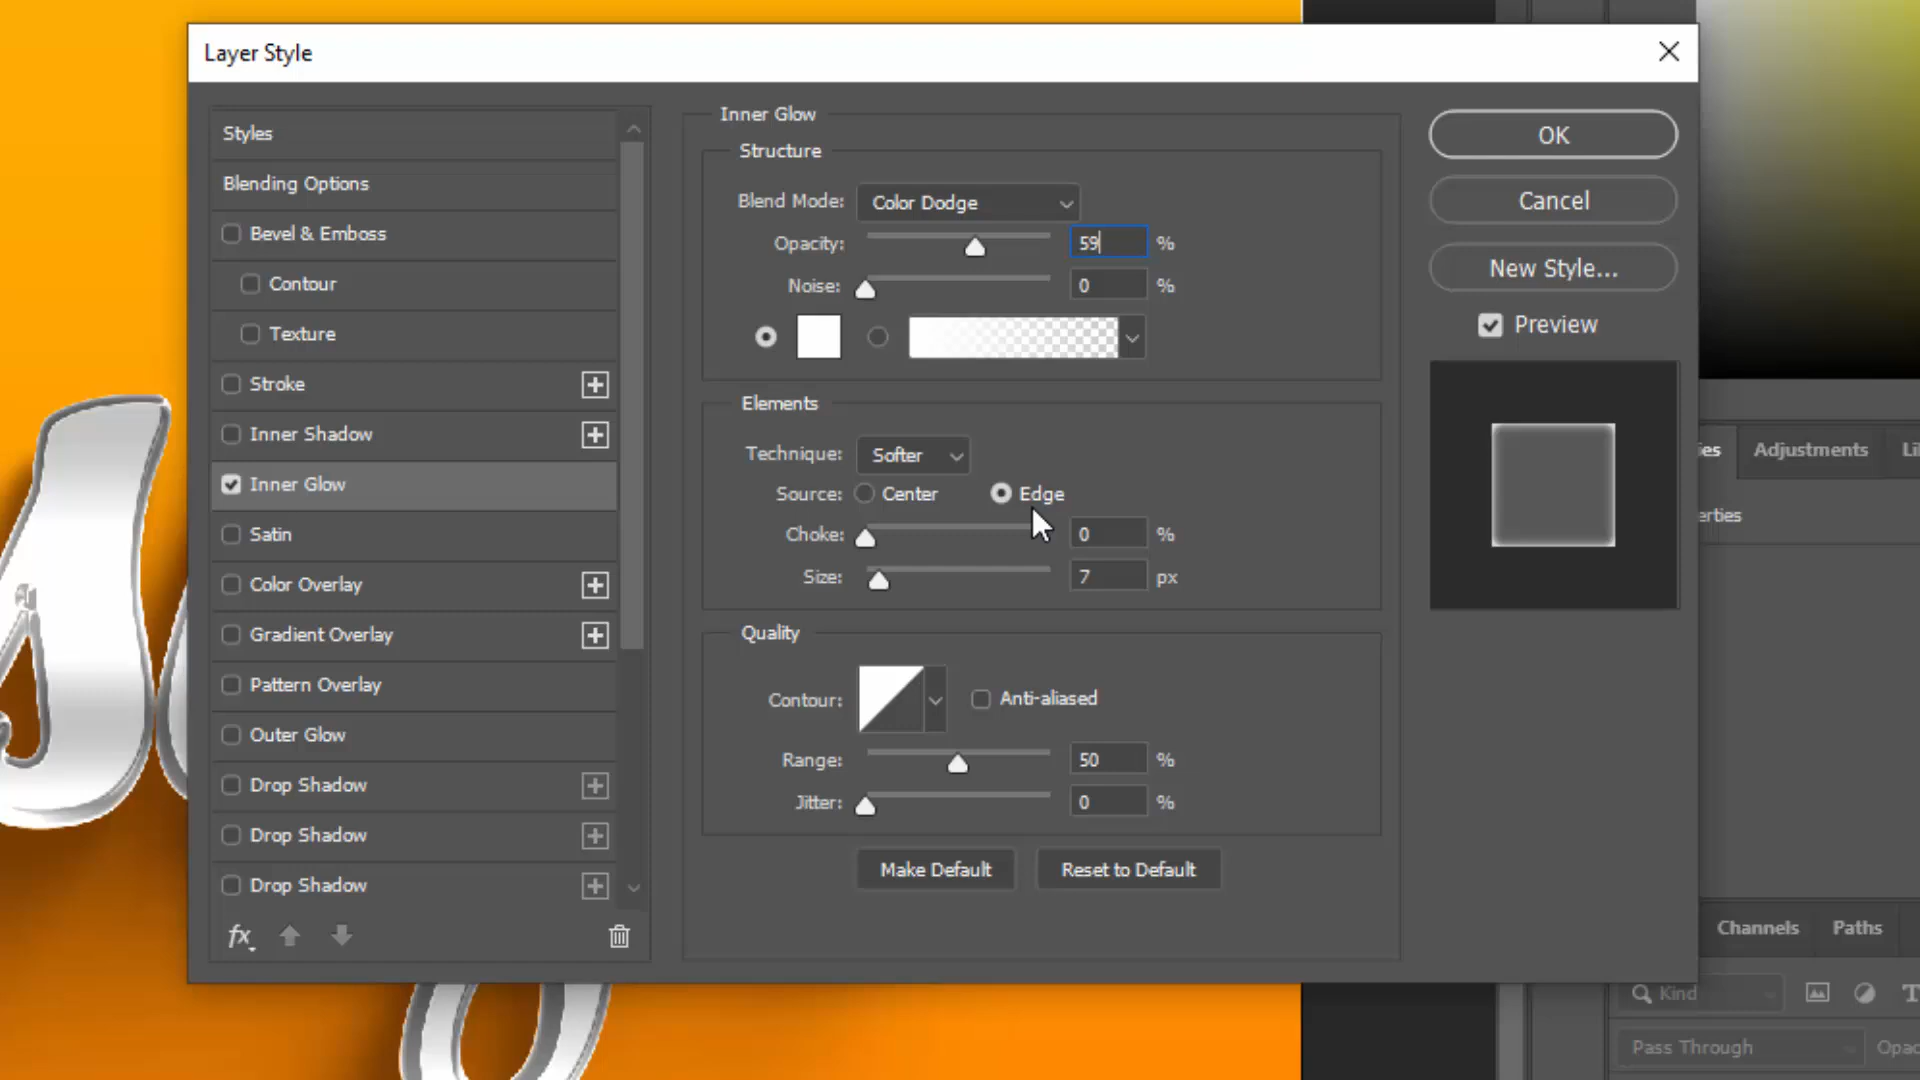 Layer Style
Styles
Blending Options
Bevel & Emboss
Contour
Texture
Stroke
Inner Shadow
Inner Glow
Satin
Color Overlay
Gradient Overlay
Pattern Overlay
Outer Glow
Drop Shadow
Drop Shadow
Drop Shadow
fx
Inner Glow
Structure
Blend Mode: Color Dodge
Opacity: 59 %
Noise: 0 %
Elements
Technique: Softer
Source: Center Edge
Choke: 0 %
Size: 7 px
Quality
Contour: Anti-aliased
Range: 50 %
Jitter: 0 %
Make Default Reset to Default
OK
Cancel
New Style...
Preview
ies Adjustments Li
erties
Channels Paths
Kind T
Pass Through Opac